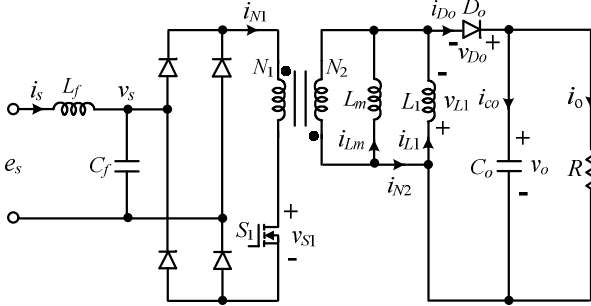 i_N1
i_Do
D_o
N_1
N_2
v_Do
i_s
L_f
v_s
L_m
L_1
v_L1
i_co
i_o
e_s
C_f
i_Lm
i_L1
i_N2
C_o
v_o
R
S_1
v_S1
+
-
-
+
-
+
+
-